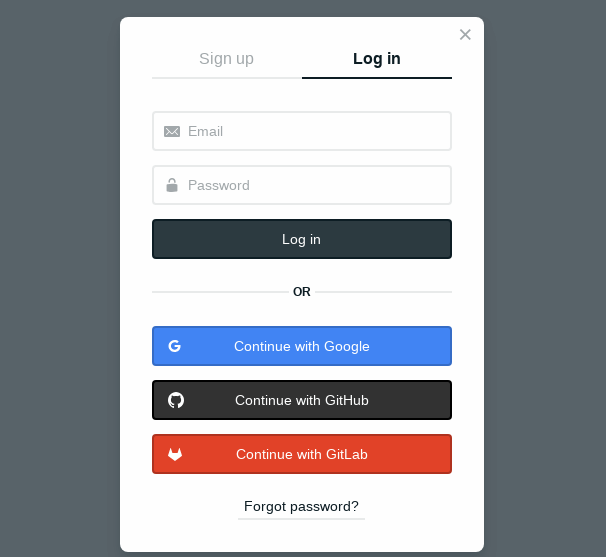 Sign up
Log in
Email
Password
Log in
OR
Continue with Google
Continue with GitHub
Continue with GitLab
Forgot password?